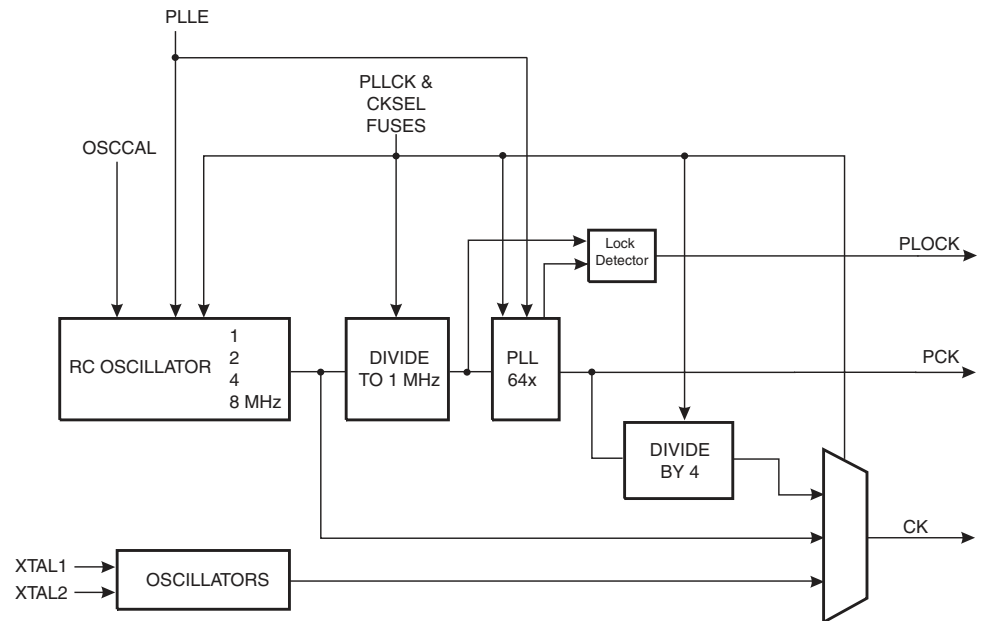 PLLE
PLLCK &
CKSEL
FUSES
OSCCAL
Lock
Detector
PLOCK
RC OSCILLATOR
1
2
4
8 MHz
DIVIDE
TO 1 MHz
PLL
64x
PCK
DIVIDE
BY 4
CK
XTAL1
XTAL2
OSCILLATORS